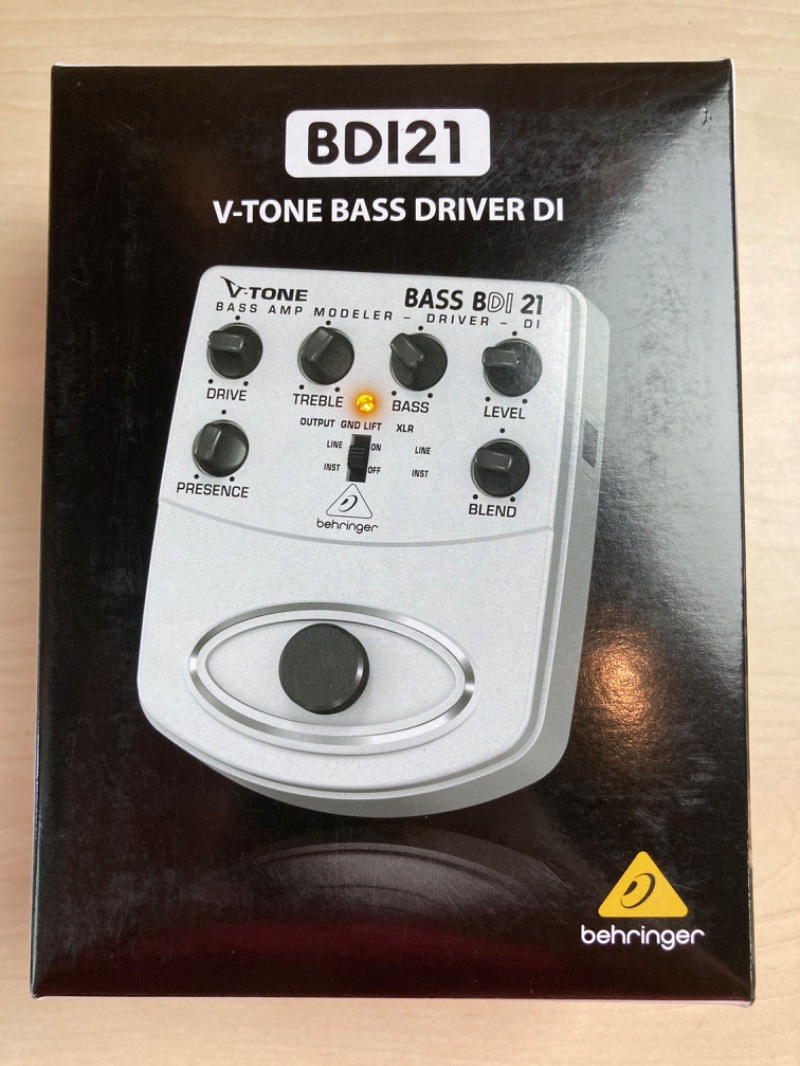 BDI21
V-TONE BASS DRIVER DI
V-TONE BASS BDI 21
BASS AMP MODELER - DRIVER - DI
DRIVE TREBLE BASS LEVEL
OUTPUT GND LIFT XLR
LINE ON LINE
INST OFF INST
PRESENCE BLEND
behringer
behringer